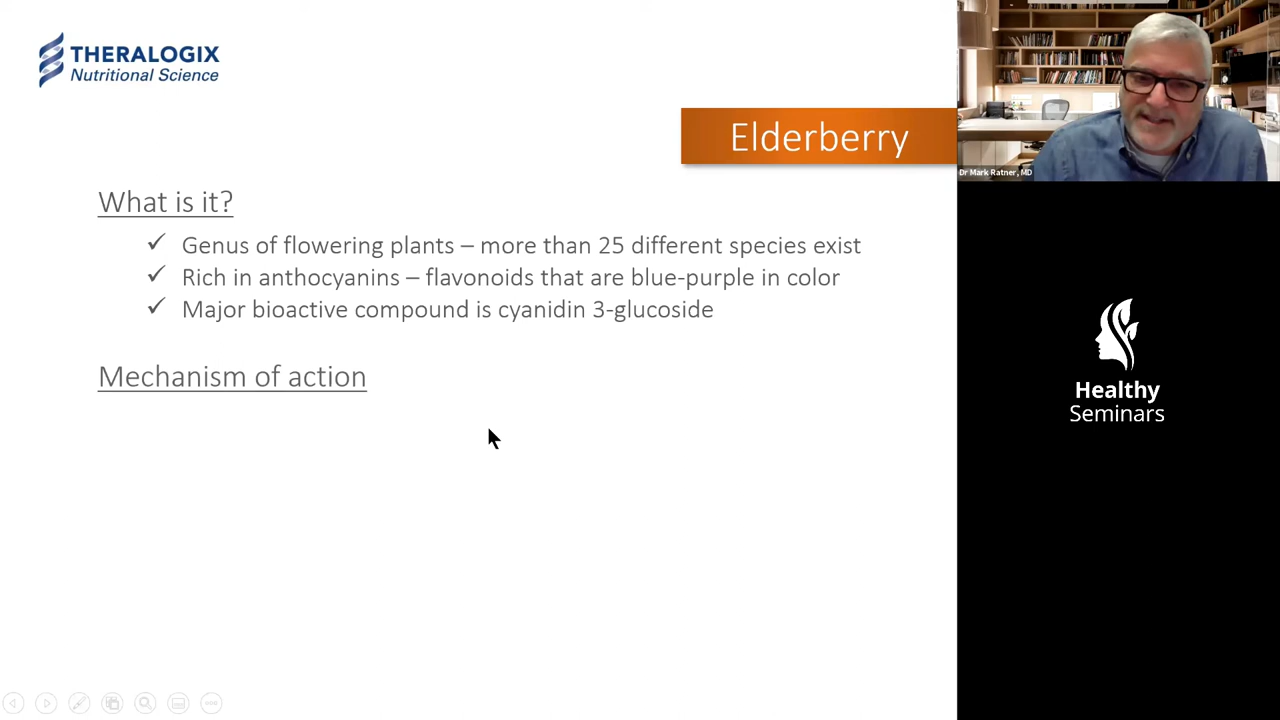 THERALOGIX
Nutritional Science
Elderberry
Dr Mark Ratner, MD
What is it?
✓ Genus of flowering plants – more than 25 different species exist
✓ Rich in anthocyanins – flavonoids that are blue-purple in color
✓ Major bioactive compound is cyanidin 3-glucoside
Mechanism of action
Healthy
Seminars